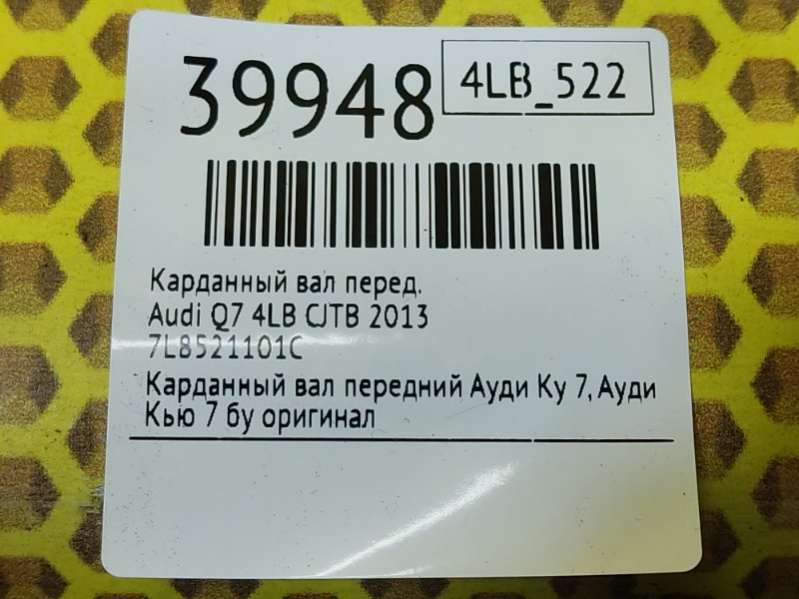 39948
4LB_522
Карданный вал перед.
Audi Q7 4LB CJTB 2013
7L8521101C
Карданный вал передний Ауди Ку 7, Ауди
Кью 7 бу оригинал